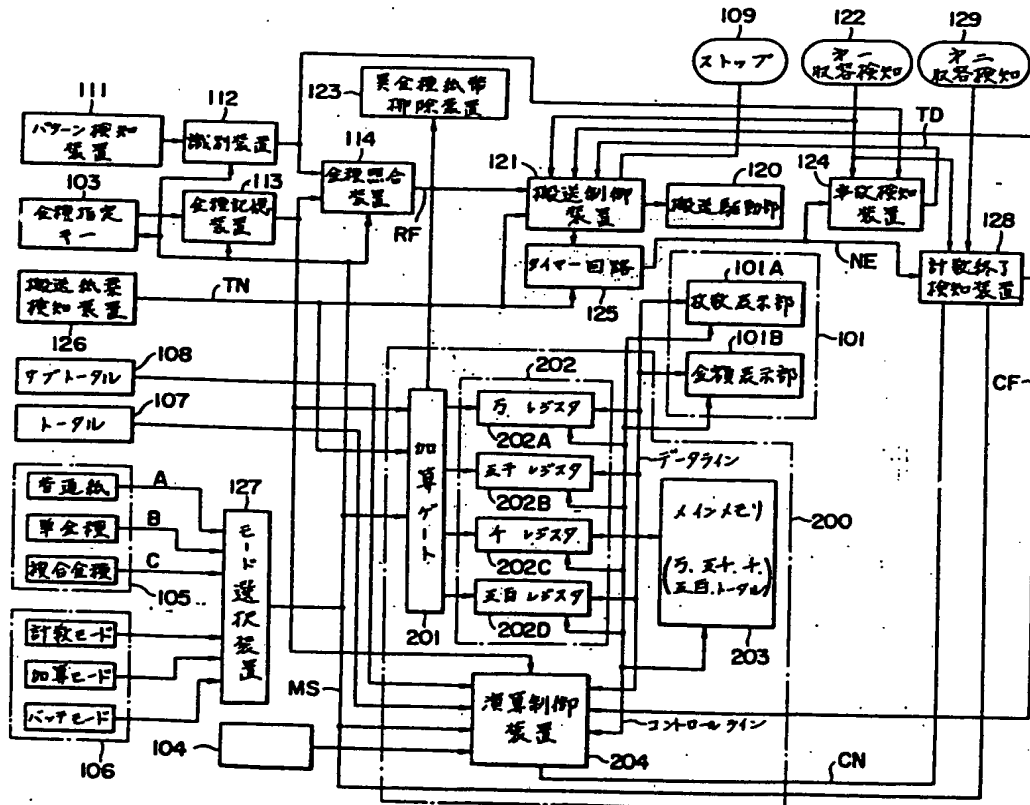 109
122
129
ストップ
才一
収容検知
才二
収容検知
111
112
123
異金種紙幣
排除装置
TD
パターン検知
装置
識別装置
114
金種照合
装置
121
搬送制御
装置
120
搬送駆動部
124
事故検知
装置
103
金種指定
キー
113
金種記憶
装置
RF
128
計数終了
検知装置
タイマー回路
125
NE
TN
搬送紙葉
検知装置
126
101A
枚数表示部
101B
金額表示部
101
108
サブトータル
107
トータル
CF
202
万レジスタ
202A
五千レジスタ
202B
千レジスタ
202C
五百レジスタ
202D
加算ゲート
201
データライン
メインメモリ
(万、五千、千、
五百、トータル)
203
200
普通紙
A
単金種
B
複合金種
C
105
127
モード選択装置
計数モード
加算モード
バッチモード
106
MS
104
演算制御
装置
204
コントロールライン
CN